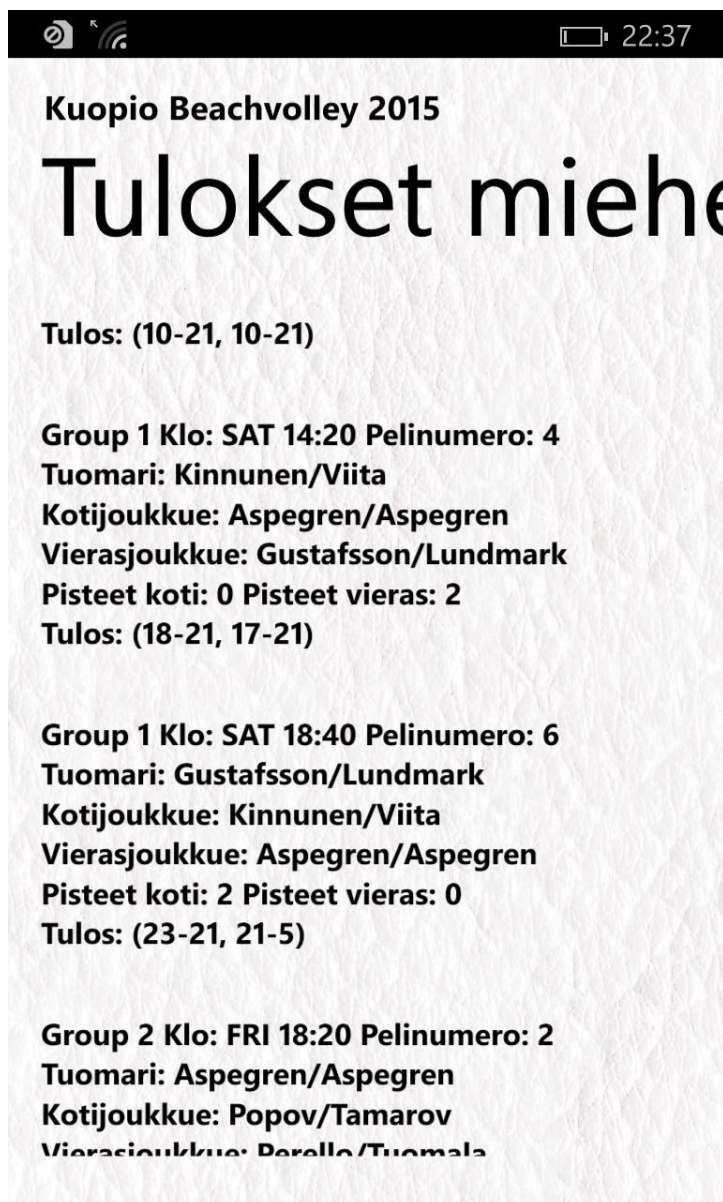 22:37
Kuopio Beachvolley 2015
Tulokset miehe
Tulos: (10-21, 10-21)
Group 1 Klo: SAT 14:20 Pelinumero: 4
Tuomari: Kinnunen/Viita
Kotijoukkue: Aspegren/Aspegren
Vierasjoukkue: Gustafsson/Lundmark
Pisteet koti: 0 Pisteet vieras: 2
Tulos: (18-21, 17-21)
Group 1 Klo: SAT 18:40 Pelinumero: 6
Tuomari: Gustafsson/Lundmark
Kotijoukkue: Kinnunen/Viita
Vierasjoukkue: Aspegren/Aspegren
Pisteet koti: 2 Pisteet vieras: 0
Tulos: (23-21, 21-5)
Group 2 Klo: FRI 18:20 Pelinumero: 2
Tuomari: Aspegren/Aspegren
Kotijoukkue: Popov/Tamarov
Vierasjoukkue: Perello/Tuomala